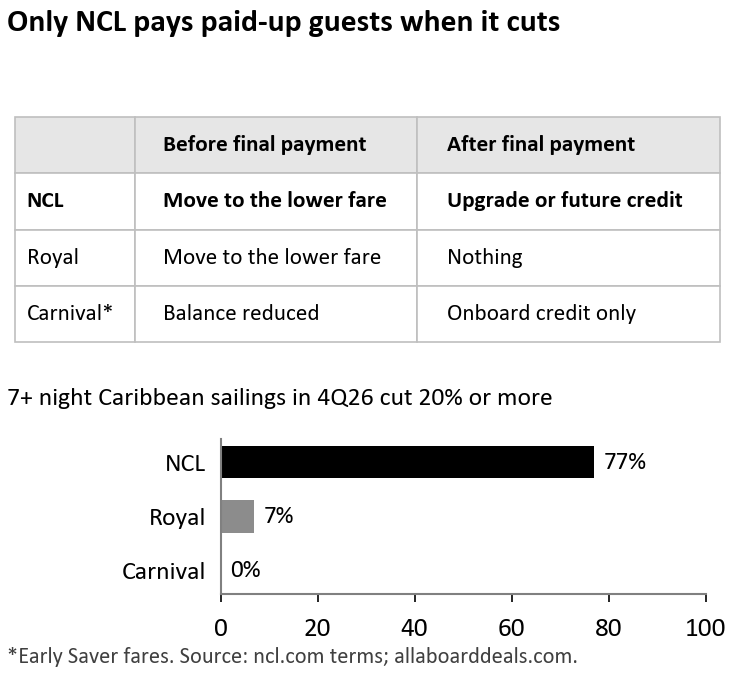 Only NCL pays paid-up guests when it cuts
Before final payment After final payment
NCL Move to the lower fare Upgrade or future credit
Royal Move to the lower fare Nothing
Carnival* Balance reduced Onboard credit only
7+ night Caribbean sailings in 4Q26 cut 20% or more
NCL 77%
Royal 7%
Carnival 0%
0 20 40 60 80 100
*Early Saver fares. Source: ncl.com terms; allaboarddeals.com.